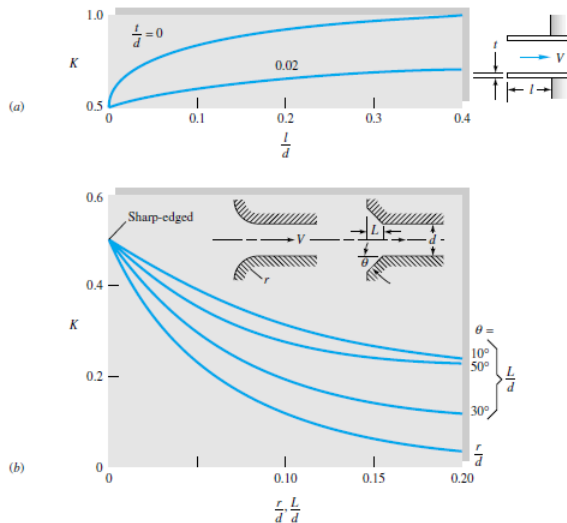 1.0
t/d = 0
K
0.02
t
V
l
(a)
0.5
0
0.1
0.2
0.3
0.4
l/d
0.6
Sharp-edged
V
L
d
θ
r
0.4
K
θ =
10°
50°
L/d
0.2
30°
r/d
(b)
0
0
0.10
0.15
0.20
r/d, L/d